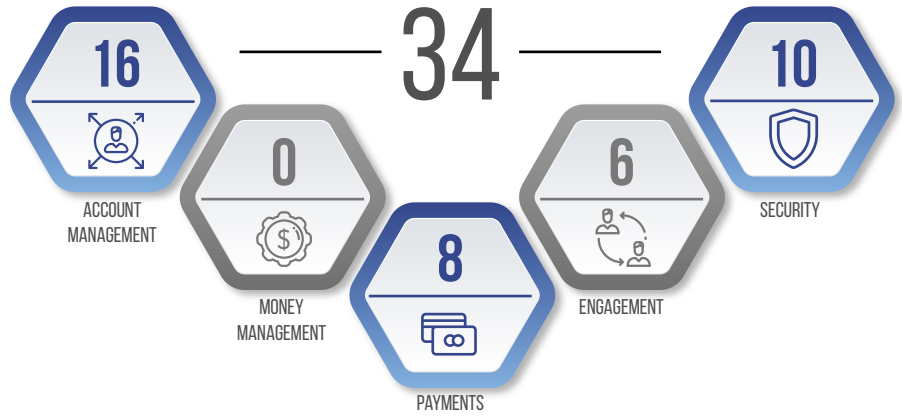 34
16
ACCOUNT
MANAGEMENT
0
$
MONEY
MANAGEMENT
8
PAYMENTS
6
ENGAGEMENT
10
SECURITY